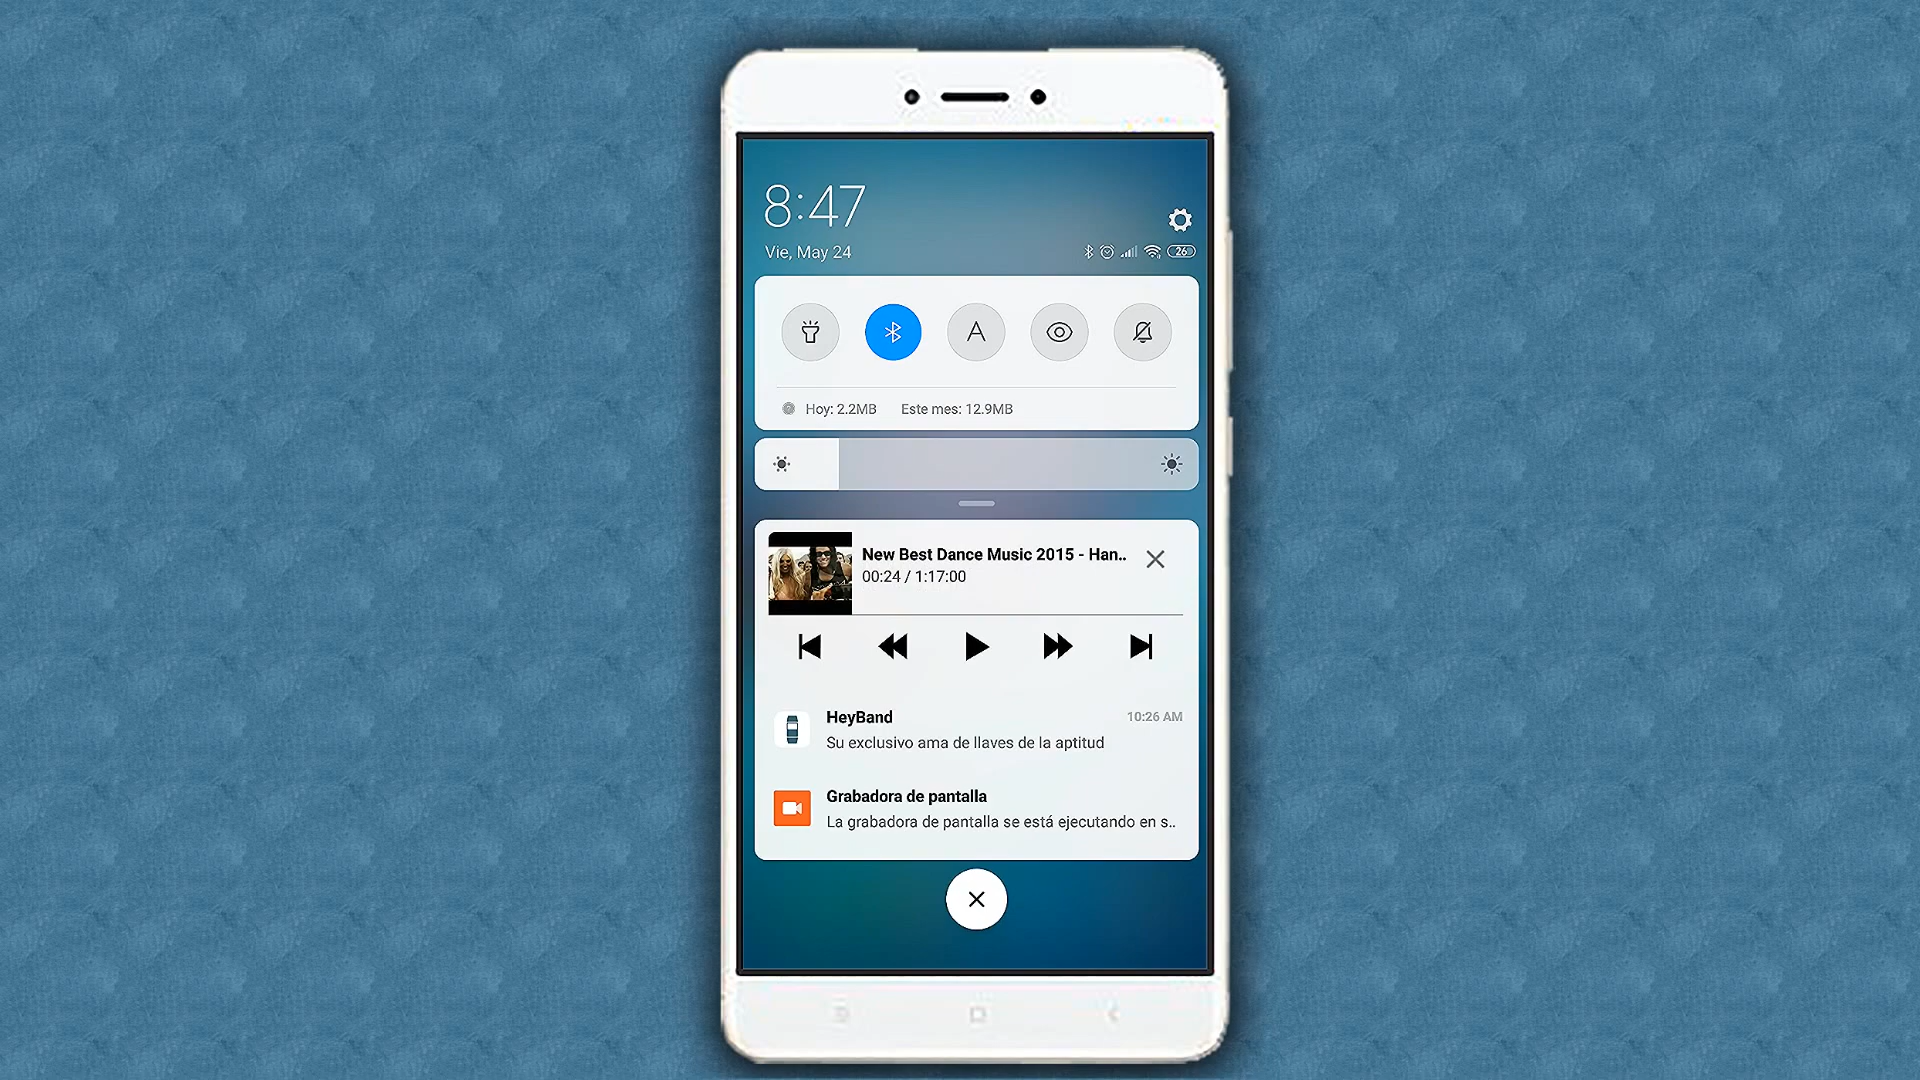 8:47
Vie, May 24
26
A
Hoy: 2.2MB Este mes: 12.9MB
New Best Dance Music 2015 - Han..
00:24 / 1:17:00
HeyBand 10:26 AM
Su exclusivo ama de llaves de la aptitud
Grabadora de pantalla
La grabadora de pantalla se está ejecutando en s..